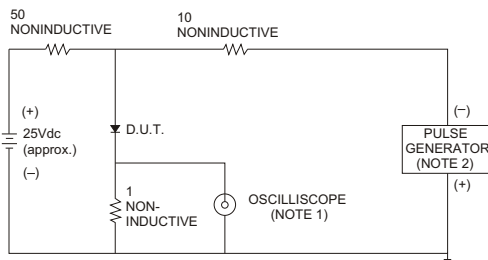 50
NONINDUCTIVE
10
NONINDUCTIVE
(+)
25Vdc
(approx.)
(–)
D.U.T.
1
NON-
INDUCTIVE
OSCILLISCOPE
(NOTE 1)
(–)
PULSE
GENERATOR
(NOTE 2)
(+)